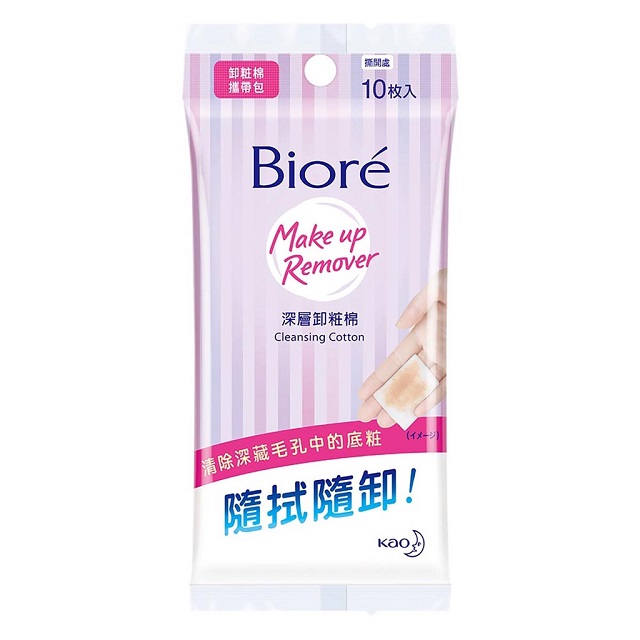 卸粧棉
攜帶包
撕開處
10枚入
Bioré
Make up
Remover
深層卸粧棉
Cleansing Cotton
(イメージ)
清除深藏毛孔中的底粧
隨拭隨卸!
Kao